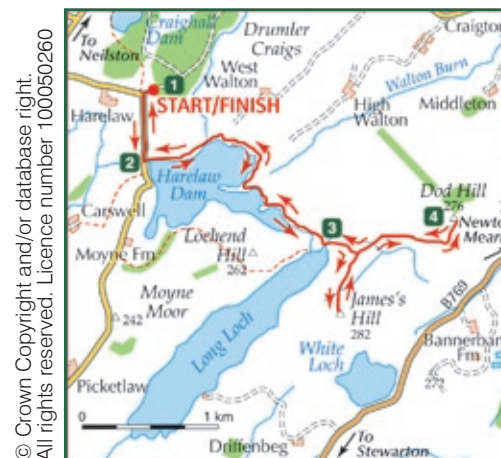 © Crown Copyright and/or database right.
All rights reserved. Licence number 100050260
To
Neilston
Craighall
Dam
Drumler
Craigs
Craigton
1
West
Walton
START/FINISH
Walton Burn
Harelaw
High
Walton
Middleton
2
Harelaw
Dam
Dod Hill
276
Carswell
3
4
Newton
Mearn
Moyne Fm
Lochend
Hill
262
B769
Moyne
Moor
James's
Hill
282
242
Long Loch
White
Loch
Bannerban
Fm
272
Picketlaw
0
1 km
Driffenbeg
To
Stewarton